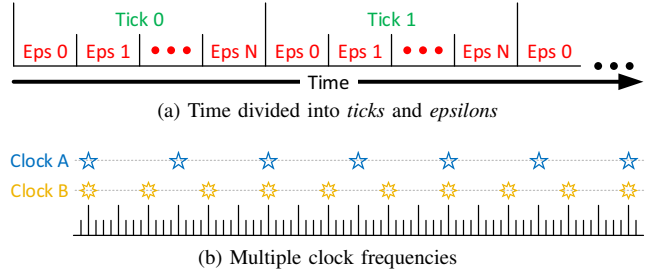 Tick 0 Tick 1
Eps 0 Eps 1 ••• Eps N Eps 0 Eps 1 ••• Eps N Eps 0 •••
Time
(a) Time divided into ticks and epsilons
Clock A
Clock B
(b) Multiple clock frequencies